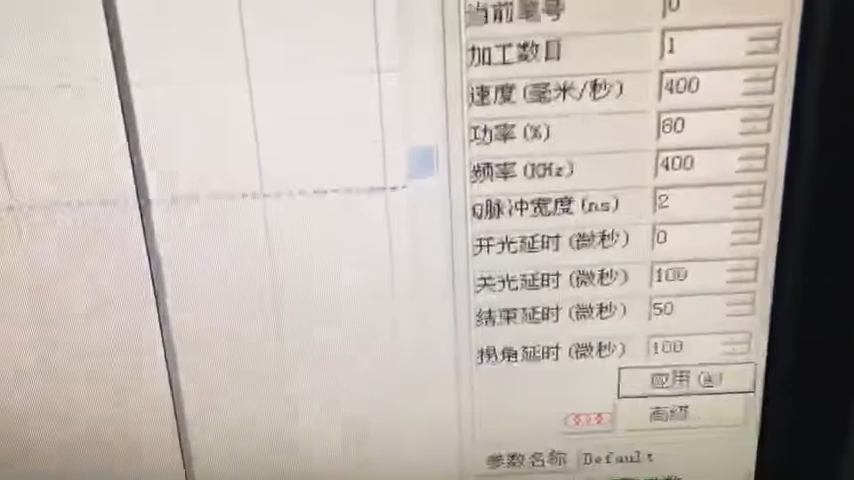 当前笔号 0
加工数目 1
速度(毫米/秒) 400
功率(%) 80
频率(KHz) 400
Q脉冲宽度(ns) 2
开光延时(微秒) 0
关光延时(微秒) 100
结束延时(微秒) 50
拐角延时(微秒) 100
应用(A)
高级...
参数名称 Default